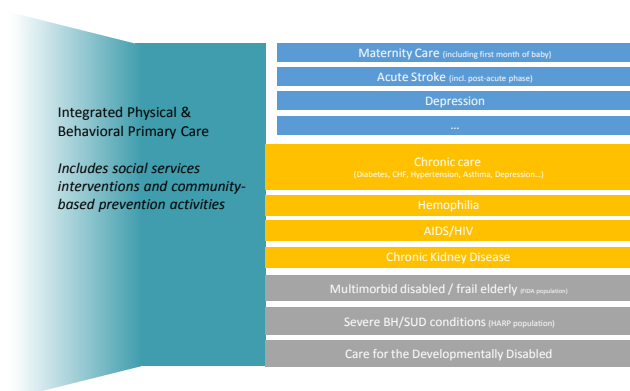 Integrated Physical &
Behavioral Primary Care
Includes social services
interventions and community-
based prevention activities
Maternity Care (including first month of baby)
Acute Stroke (incl. post-acute phase)
Depression
...
Chronic care
(Diabetes, CHF, Hypertension, Asthma, Depression...)
Hemophilia
AIDS/HIV
Chronic Kidney Disease
Multimorbid disabled / frail elderly (FIDA population)
Severe BH/SUD conditions (HARP population)
Care for the Developmentally Disabled